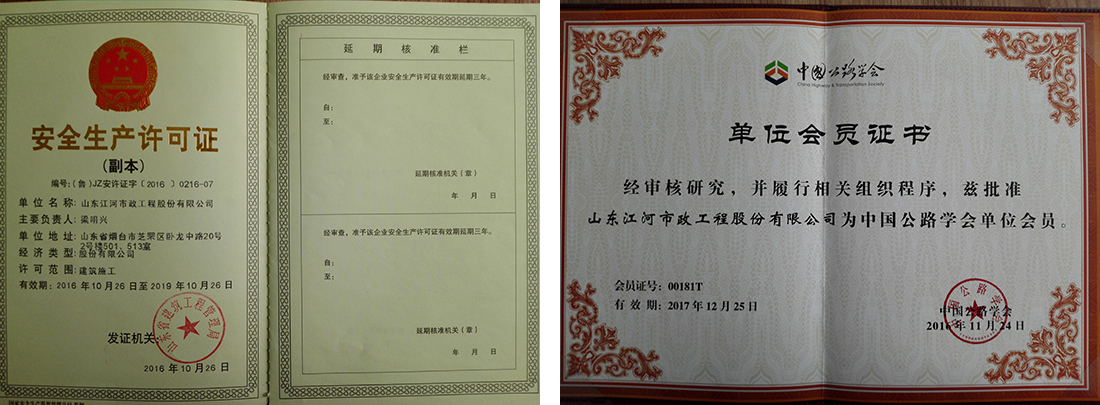 安全生产许可证
(副本)
编号:(鲁)JZ安许证字〔2016〕0216-07
单位名称:山东江河市政工程股份有限公司
主要负责人:梁明兴
单位地址:山东省烟台市芝罘区卧龙中路20号
2号楼501、513室
经济类型:股份有限公司
许可范围:建筑施工
有效期:2016年10月26日至2019年10月26日
发证机关:
山东省建筑工程管理局
2016年10月26日
延期核准栏
经审查,准予该企业安全生产许可证有效期延期三年。
自:
至:
延期核准机关(章)
年 月 日
经审查,准予该企业安全生产许可证有效期延期三年。
自:
至:
延期核准机关(章)
年 月 日
中国公路学会
China Highway & Transportation Society
单位会员证书
经审核研究,并履行相关组织程序,兹批准
山东江河市政工程股份有限公司为中国公路学会单位会员。
会员证号:00181T
有效期:2017年12月25日
中国公路学会
2016年11月24日